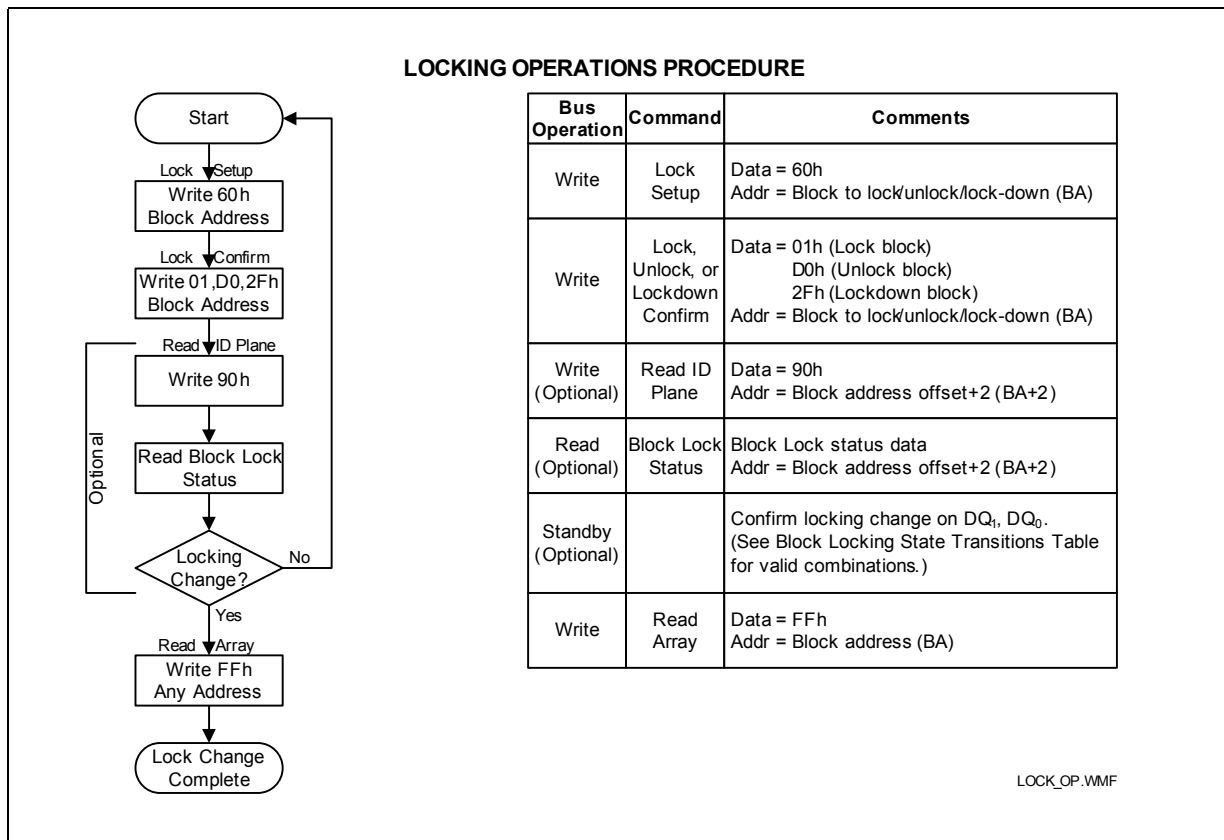 LOCKING OPERATIONS PROCEDURE
Start
Lock Setup
Write 60h
Block Address
Lock Confirm
Write 01,D0,2Fh
Block Address
Read ID Plane
Write 90h
Optional
Read Block Lock
Status
Locking
Change?
No
Yes
Read Array
Write FFh
Any Address
Lock Change
Complete
Bus
Operation
Command
Comments
Write
Lock
Setup
Data = 60h
Addr = Block to lock/unlock/lock-down (BA)
Write
Lock,
Unlock, or
Lockdown
Confirm
Data = 01h (Lock block)
D0h (Unlock block)
2Fh (Lockdown block)
Addr = Block to lock/unlock/lock-down (BA)
Write
(Optional)
Read ID
Plane
Data = 90h
Addr = Block address offset+2 (BA+2)
Read
(Optional)
Block Lock
Status
Block Lock status data
Addr = Block address offset+2 (BA+2)
Standby
(Optional)
Confirm locking change on DQ₁, DQ₀.
(See Block Locking State Transitions Table
for valid combinations.)
Write
Read
Array
Data = FFh
Addr = Block address (BA)
LOCK_OP.WMF